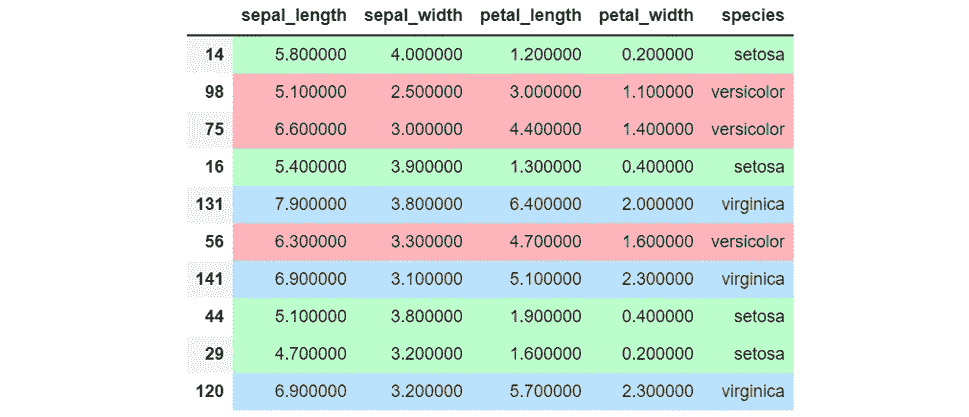 sepal_length sepal_width petal_length petal_width species
14 5.800000 4.000000 1.200000 0.200000 setosa
98 5.100000 2.500000 3.000000 1.100000 versicolor
75 6.600000 3.000000 4.400000 1.400000 versicolor
16 5.400000 3.900000 1.300000 0.400000 setosa
131 7.900000 3.800000 6.400000 2.000000 virginica
56 6.300000 3.300000 4.700000 1.600000 versicolor
141 6.900000 3.100000 5.100000 2.300000 virginica
44 5.100000 3.800000 1.900000 0.400000 setosa
29 4.700000 3.200000 1.600000 0.200000 setosa
120 6.900000 3.200000 5.700000 2.300000 virginica